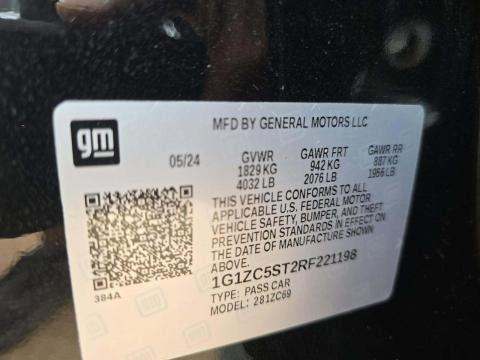 gm
MFD BY GENERAL MOTORS LLC
05/24 GVWR GAWR FRT GAWR RR
1829 KG 942 KG 887 KG
4032 LB 2076 LB 1956 LB
THIS VEHICLE CONFORMS TO ALL
APPLICABLE U.S. FEDERAL MOTOR
VEHICLE SAFETY, BUMPER, AND THEFT
PREVENTION STANDARDS IN EFFECT ON
THE DATE OF MANUFACTURE SHOWN
ABOVE.
1G1ZC5ST2RF221198
TYPE: PASS CAR
MODEL: 281ZC69
384A